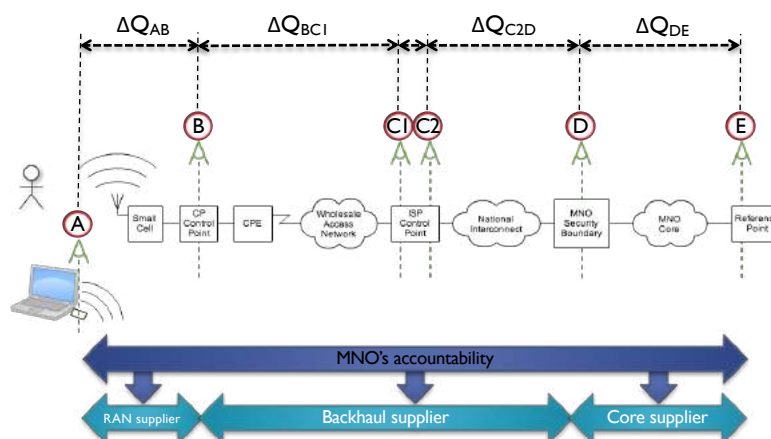 ΔQAB
ΔQBC1
ΔQC2D
ΔQDE
B
C1
C2
D
E
A
Small
Cell
CP
Control
Point
CPE
Wholesale
Access
Network
ISP
Control
Point
National
Interconnect
MNO
Security
Boundary
MNO
Core
Reference
Point
MNO's accountability
RAN supplier
Backhaul supplier
Core supplier